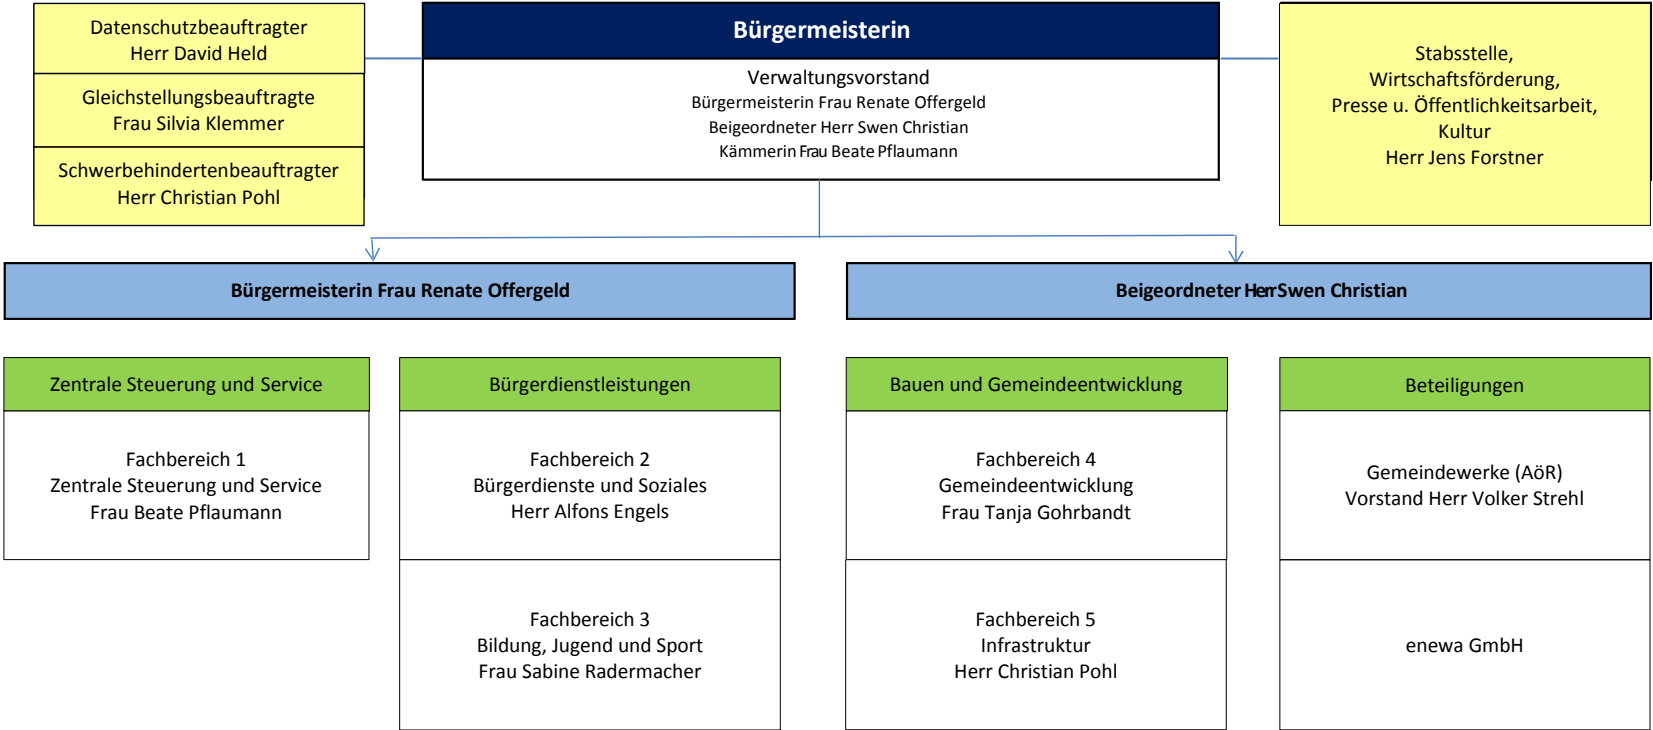 Datenschutzbeauftragter
Herr David Held
Gleichstellungsbeauftragte
Frau Silvia Klemmer
Schwerbehindertenbeauftragter
Herr Christian Pohl
Bürgermeisterin
Verwaltungsvorstand
Bürgermeisterin Frau Renate Offergeld
Beigeordneter Herr Swen Christian
Kämmerin Frau Beate Pflaumann
Stabsstelle,
Wirtschaftsförderung,
Presse u. Öffentlichkeitsarbeit,
Kultur
Herr Jens Forstner
Bürgermeisterin Frau Renate Offergeld
Beigeordneter Herr Swen Christian
Zentrale Steuerung und Service
Fachbereich 1
Zentrale Steuerung und Service
Frau Beate Pflaumann
Bürgerdienstleistungen
Fachbereich 2
Bürgerdienste und Soziales
Herr Alfons Engels
Fachbereich 3
Bildung, Jugend und Sport
Frau Sabine Radermacher
Bauen und Gemeindeentwicklung
Fachbereich 4
Gemeindeentwicklung
Frau Tanja Gohrbandt
Fachbereich 5
Infrastruktur
Herr Christian Pohl
Beteiligungen
Gemeindewerke (AöR)
Vorstand Herr Volker Strehl
enewa GmbH